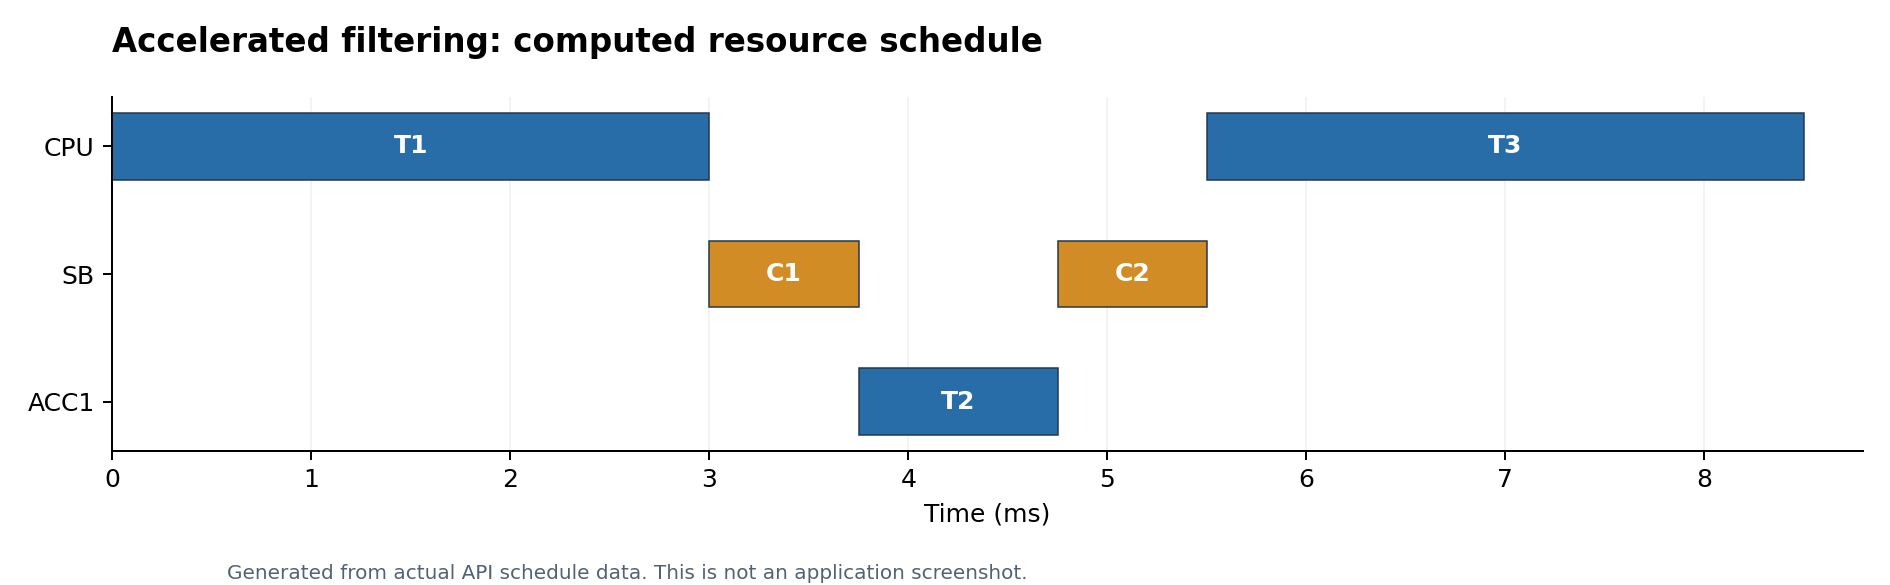 Accelerated filtering: computed resource schedule
CPU
T1
T3
SB
C1
C2
ACC1
T2
0 1 2 3 4 5 6 7 8
Time (ms)
Generated from actual API schedule data. This is not an application screenshot.